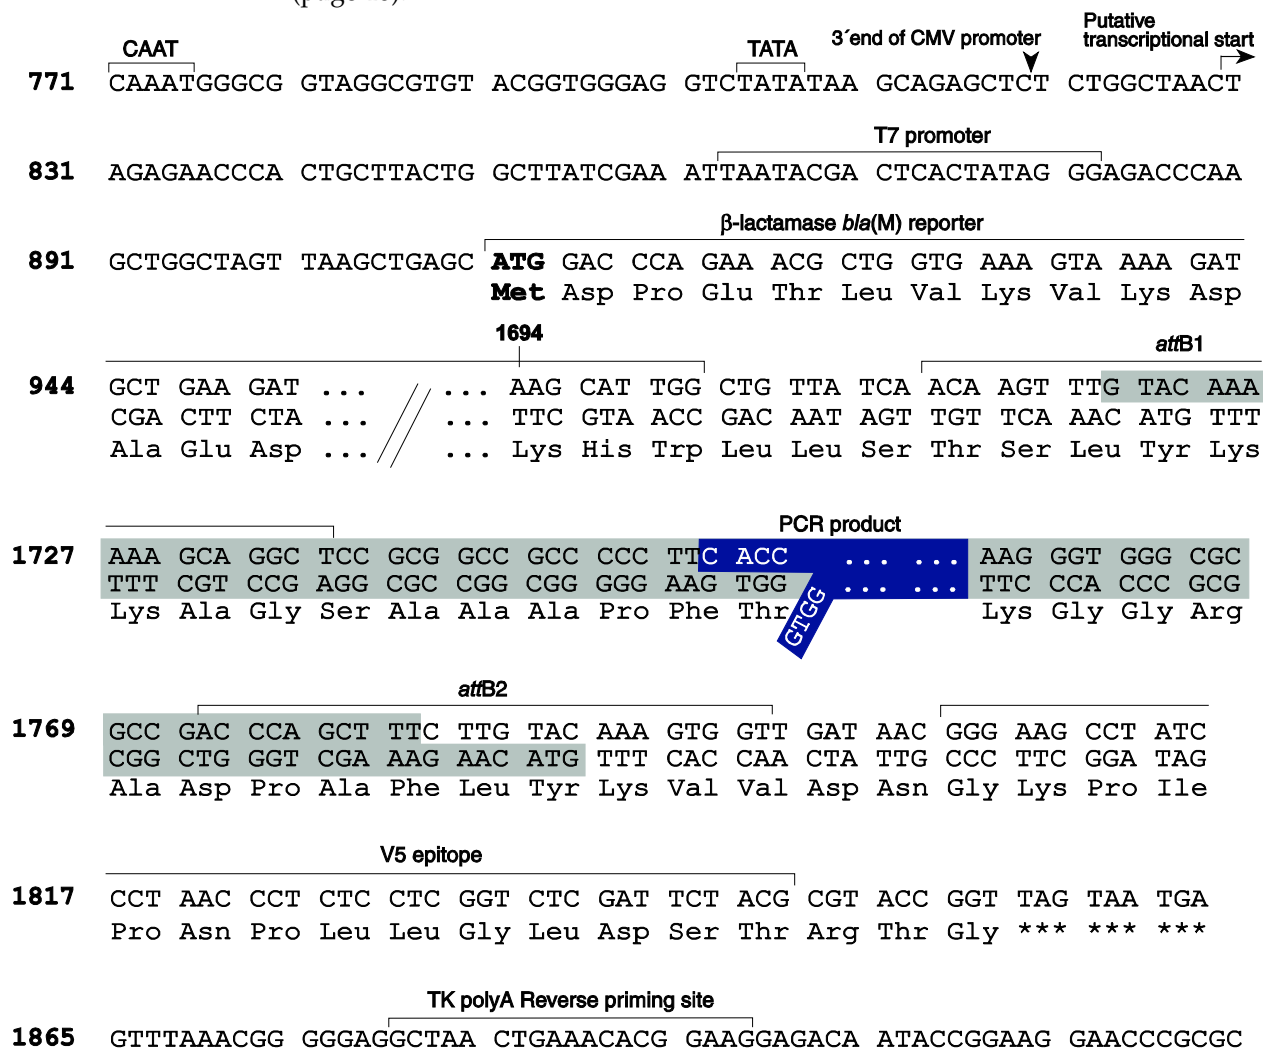 CAAT TATA 3´end of CMV promoter Putative transcriptional start
771 CAAATGGGCG GTAGGCGTGT ACGGTGGGAG GTCTATATAA GCAGAGCTCT CTGGCTAACT
T7 promoter
831 AGAGAACCCA CTGCTTACTG GCTTATCGAA ATTAATACGA CTCACTATAG GGAGACCCAA
β-lactamase bla(M) reporter
891 GCTGGCTAGT TAAGCTGAGC ATG GAC CCA GAA ACG CTG GTG AAA GTA AAA GAT
Met Asp Pro Glu Thr Leu Val Lys Val Lys Asp
1694
attB1
944 GCT GAA GAT ... // ... AAG CAT TGG CTG TTA TCA ACA AGT TTG TAC AAA
CGA CTT CTA ... ... TTC GTA ACC GAC AAT AGT TGT TCA AAC ATG TTT
Ala Glu Asp ... ... Lys His Trp Leu Leu Ser Thr Ser Leu Tyr Lys
PCR product
1727 AAA GCA GGC TCC GCG GCC GCC CCC TTC ACC ... ... AAG GGT GGG CGC
TTT CGT CCG AGG CGC CGG CGG GGG AAG TGG ... ... TTC CCA CCC GCG
Lys Ala Gly Ser Ala Ala Ala Pro Phe Thr Lys Gly Gly Arg
GTGG
attB2
1769 GCC GAC CCA GCT TTC TTG TAC AAA GTG GTT GAT AAC GGG AAG CCT ATC
CGG CTG GGT CGA AAG AAC ATG TTT CAC CAA CTA TTG CCC TTC GGA TAG
Ala Asp Pro Ala Phe Leu Tyr Lys Val Val Asp Asn Gly Lys Pro Ile
V5 epitope
1817 CCT AAC CCT CTC CTC GGT CTC GAT TCT ACG CGT ACC GGT TAG TAA TGA
Pro Asn Pro Leu Leu Gly Leu Asp Ser Thr Arg Thr Gly *** *** ***
TK polyA Reverse priming site
1865 GTTTAAACGG GGGAGGCTAA CTGAAACACG GAAGGAGACA ATACCGGAAG GAACCCGCGC